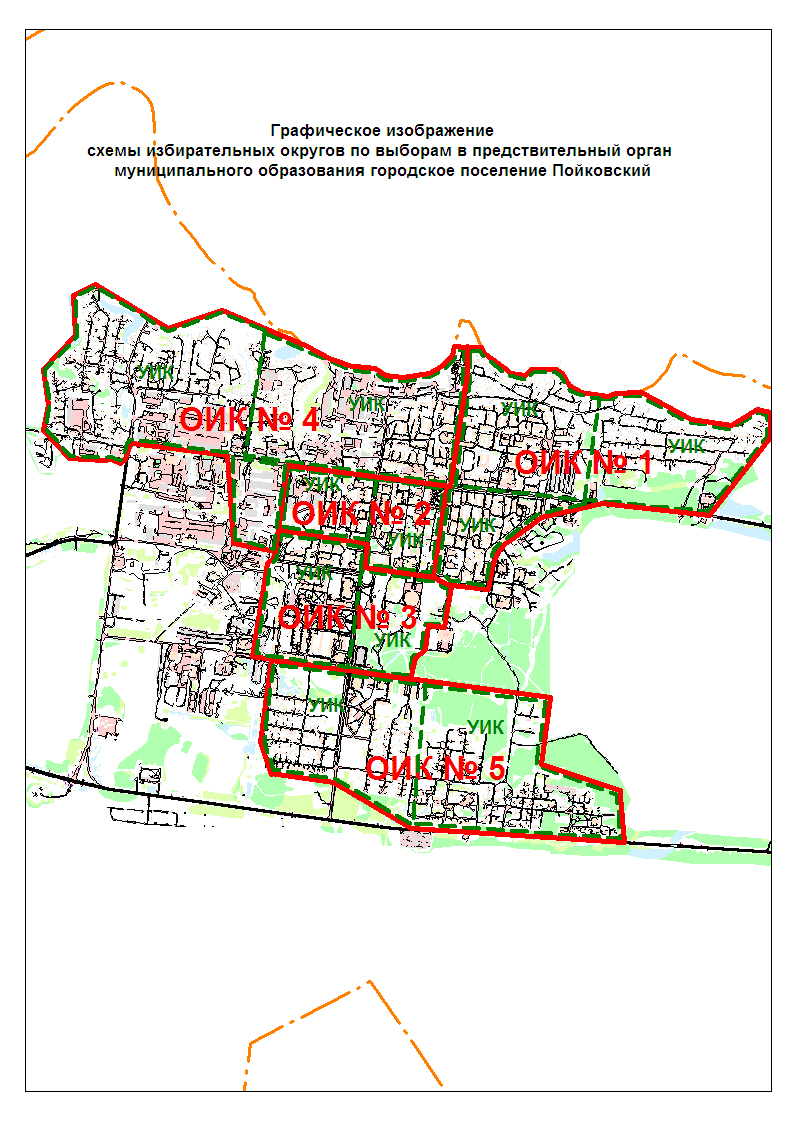 Графическое изображение
схемы избирательных округов по выборам в предствительный орган
муниципального образования городское поселение Пойковский
УИК
УИК
УИК
ОИК № 4
УИК
ОИК № 1
УИК
ОИК № 2
УИК
УИК
УИК
ОИК № 3
УИК
УИК
УИК
ОИК № 5